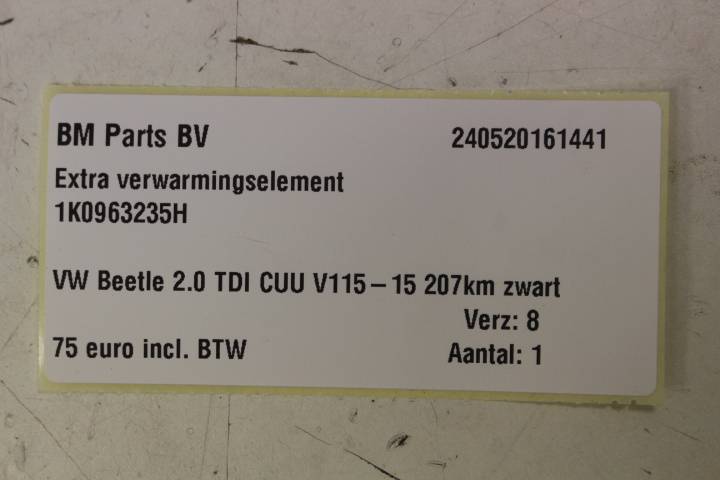 BM Parts BV 240520161441
Extra verwarmingselement
1K0963235H
VW Beetle 2.0 TDI CUU V115-15 207km zwart
Verz: 8
75 euro incl. BTW Aantal: 1